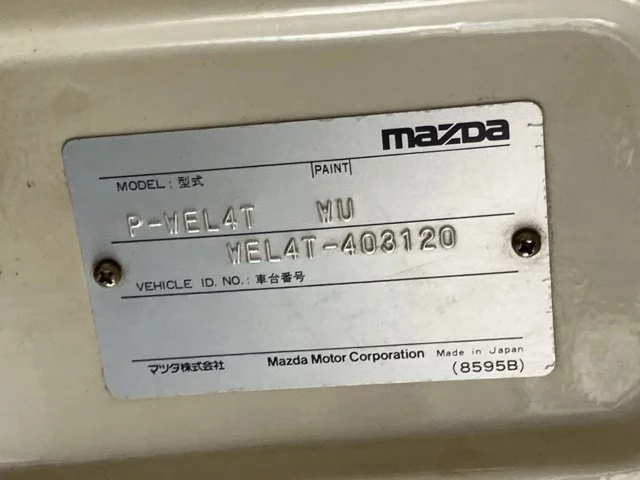 mazda
MODEL : 型式 PAINT
P-WEL4T WU
WEL4T-403120
VEHICLE ID. NO.: 車台番号
マツダ株式会社 Mazda Motor Corporation Made in Japan
(8595B)